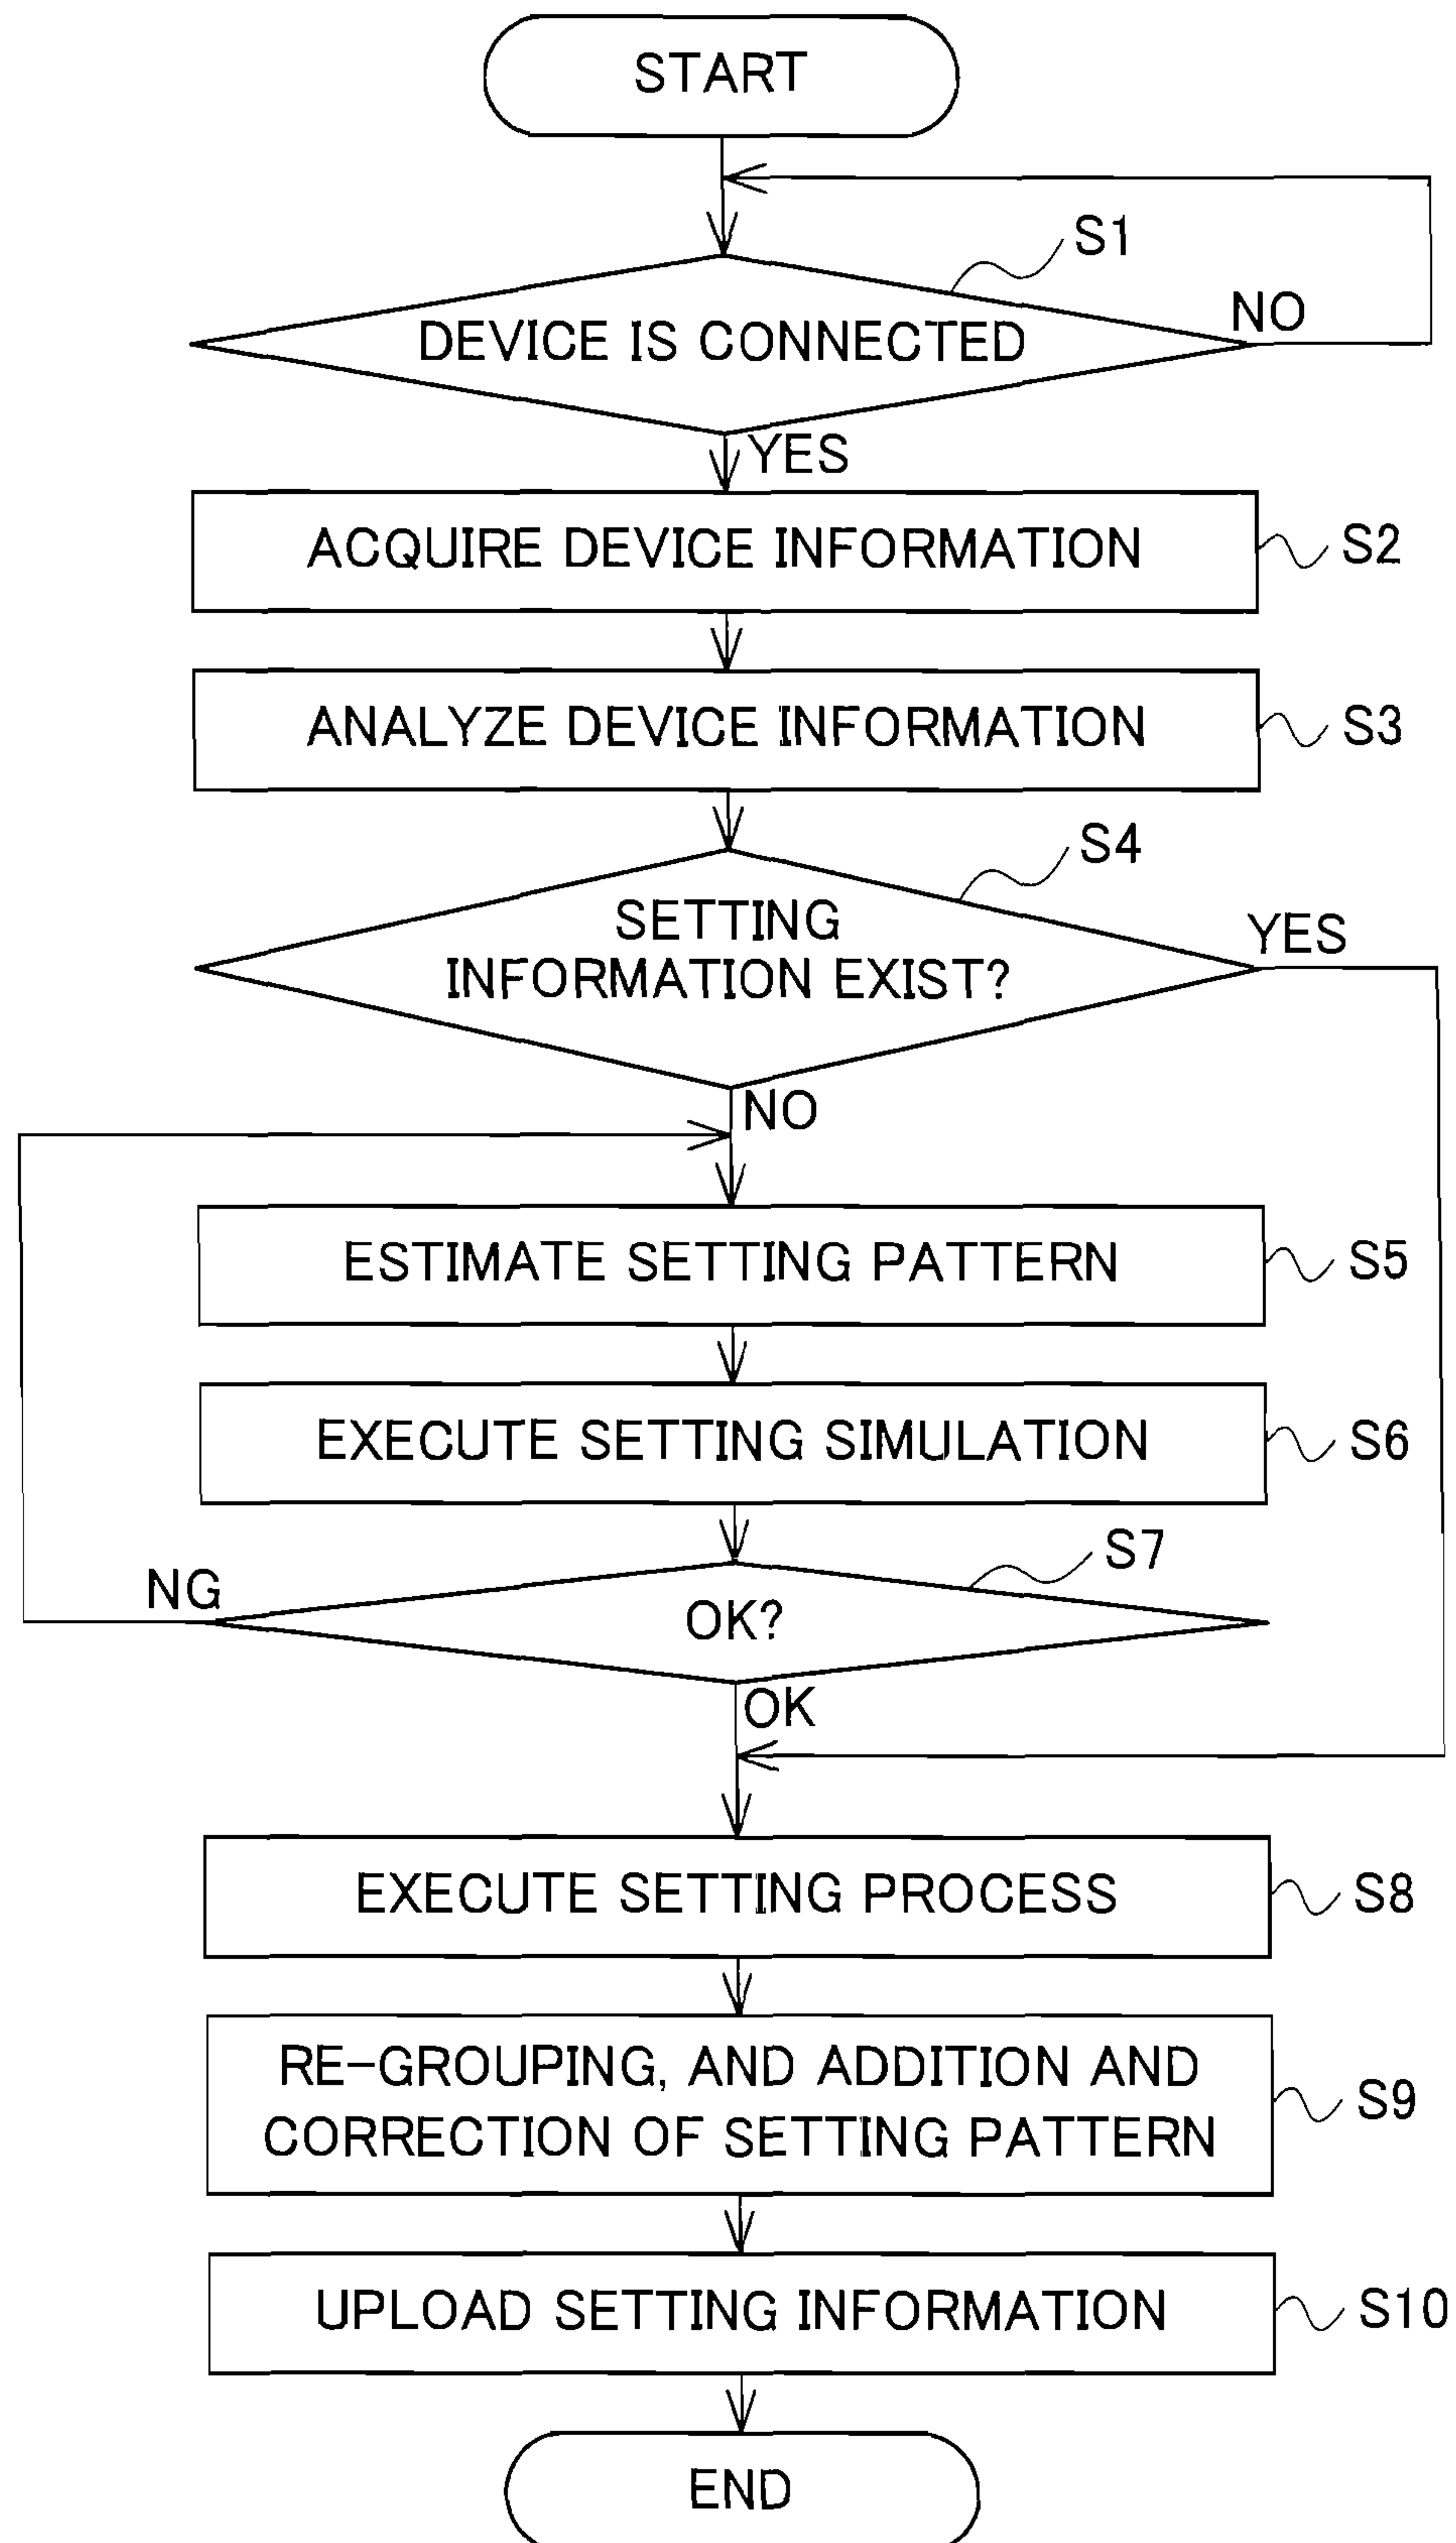 START
S1
DEVICE IS CONNECTED
NO
YES
ACQUIRE DEVICE INFORMATION
S2
ANALYZE DEVICE INFORMATION
S3
S4
SETTING
INFORMATION EXIST?
YES
NO
ESTIMATE SETTING PATTERN
S5
EXECUTE SETTING SIMULATION
S6
S7
NG
OK?
OK
EXECUTE SETTING PROCESS
S8
RE-GROUPING, AND ADDITION AND
CORRECTION OF SETTING PATTERN
S9
UPLOAD SETTING INFORMATION
S10
END